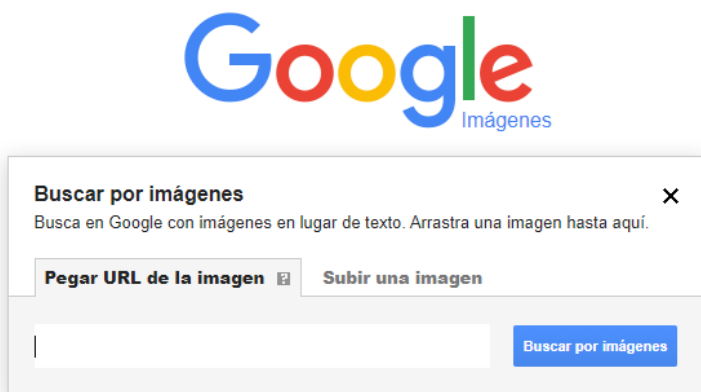 Google
Imágenes
Buscar por imágenes
Busca en Google con imágenes en lugar de texto. Arrastra una imagen hasta aquí.
Pegar URL de la imagen ? Subir una imagen
Buscar por imágenes